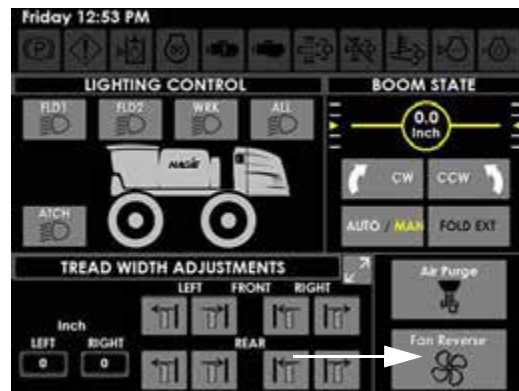 Friday 12:53 PM
LIGHTING CONTROL
FLD1 FLD2 WRK ALL
NAGIE
ATCH
BOOM STATE
0.0
Inch
CW CCW
AUTO / MAN FOLD EXT
TREAD WIDTH ADJUSTMENTS
LEFT FRONT RIGHT
Inch
LEFT RIGHT REAR
0 0
Air Purge
Fan Reverse